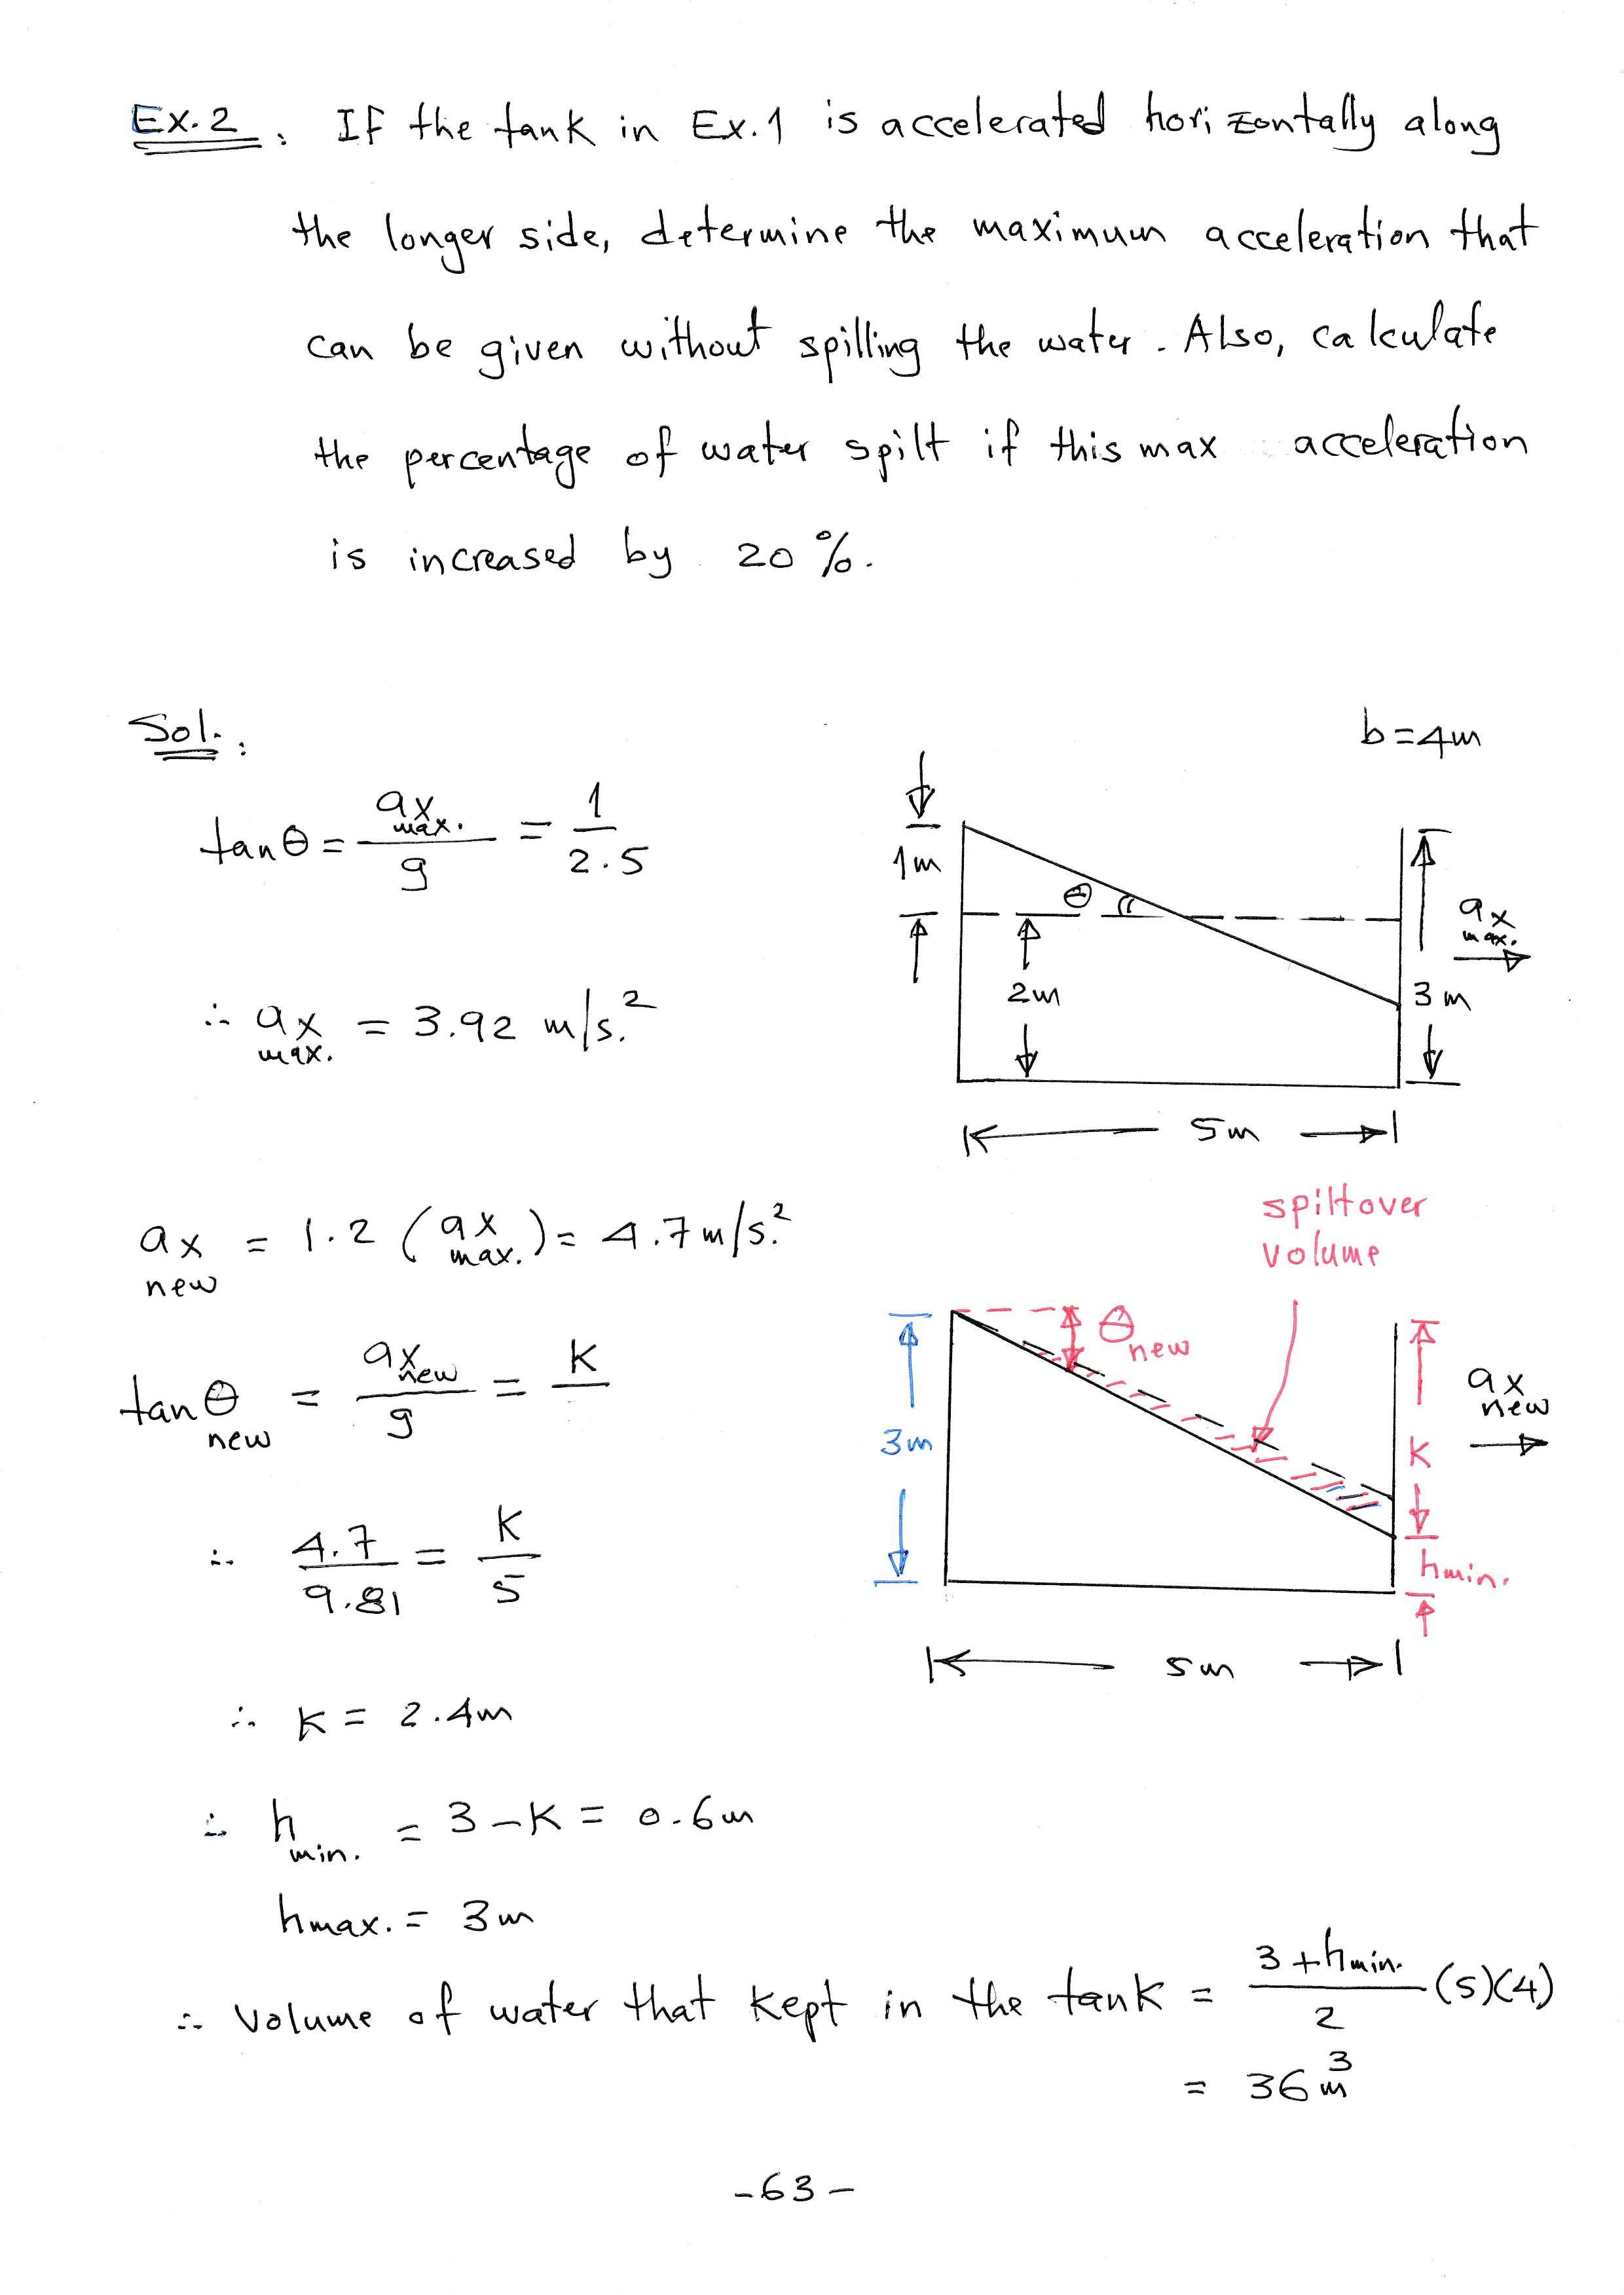 Ex.2 : If the tank in Ex.1 is accelerated horizontally along
the longer side, determine the maximum acceleration that
can be given without spilling the water. Also, calculate
the percentage of water spilt if this max acceleration
is increased by 20%.
Sol. :
b=4m
tanθ = ax max. / g = 1 / 2.5
1m
θ
2m
3m
ax max.
5m
∴ ax max. = 3.92 m/s.²
spiltover
volume
ax new = 1.2 (ax max.) = 4.7 m/s.²
θ new
tanθ new = ax new / g = K /
3m
K
ax new
hmin.
5m
∴ 4.7 / 9.81 = K / 5
∴ K = 2.4m
∴ h min. = 3 - K = 0.6m
hmax. = 3m
∴ Volume of water that kept in the tank = 3 + hmin. / 2 (5)(4)
= 36 m³
-63-